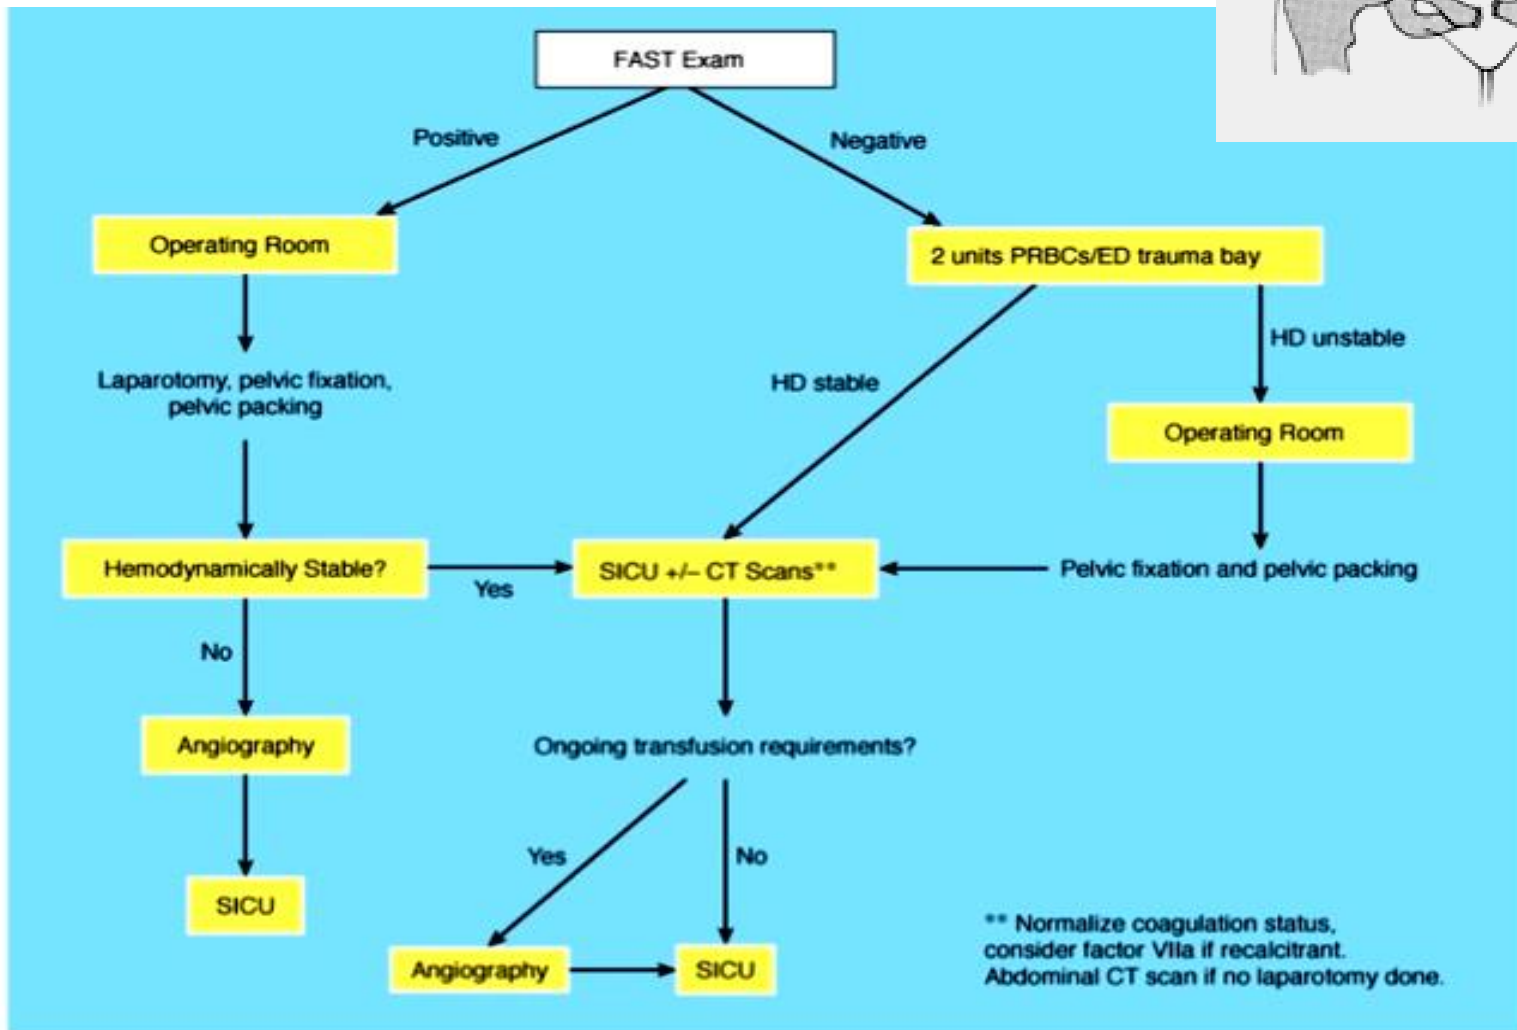 FAST Exam
Positive
Negative
Operating Room
2 units PRBCs/ED trauma bay
HD unstable
Laparotomy, pelvic fixation,
pelvic packing
HD stable
Operating Room
Hemodynamically Stable?
Yes
SICU +/– CT Scans**
Pelvic fixation and pelvic packing
No
Angiography
Ongoing transfusion requirements?
Yes
No
SICU
Angiography
SICU
** Normalize coagulation status,
consider factor VIIa if recalcitrant.
Abdominal CT scan if no laparotomy done.